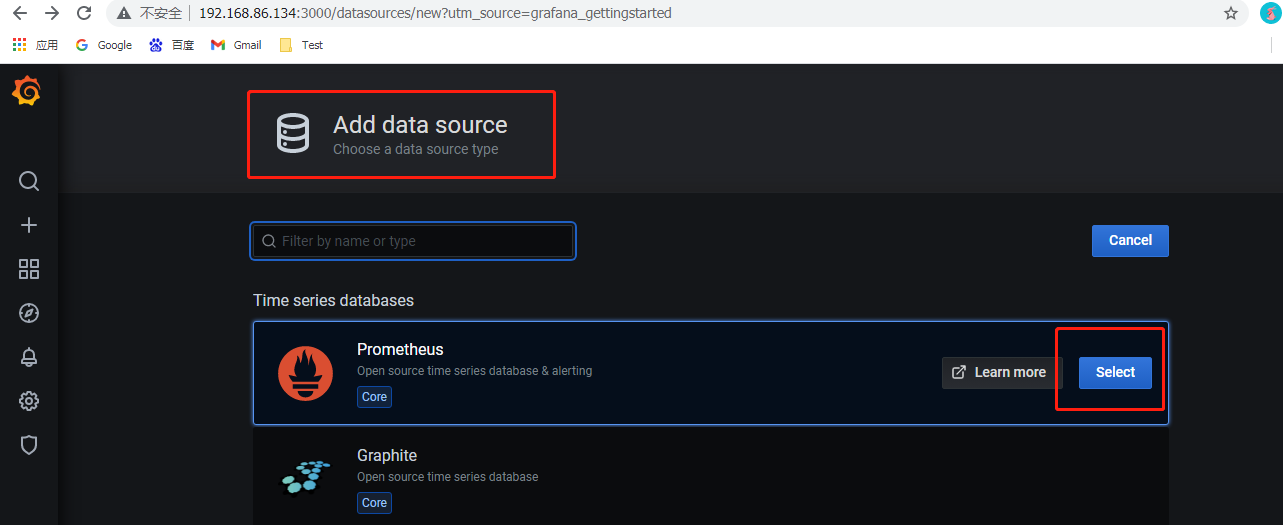 不安全 192.168.86.134:3000/datasources/new?utm_source=grafana_gettingstarted
应用 Google 百度 Gmail Test
Add data source
Choose a data source type
Filter by name or type
Cancel
Time series databases
Prometheus
Open source time series database & alerting
Core
Learn more
Select
Graphite
Open source time series database
Core